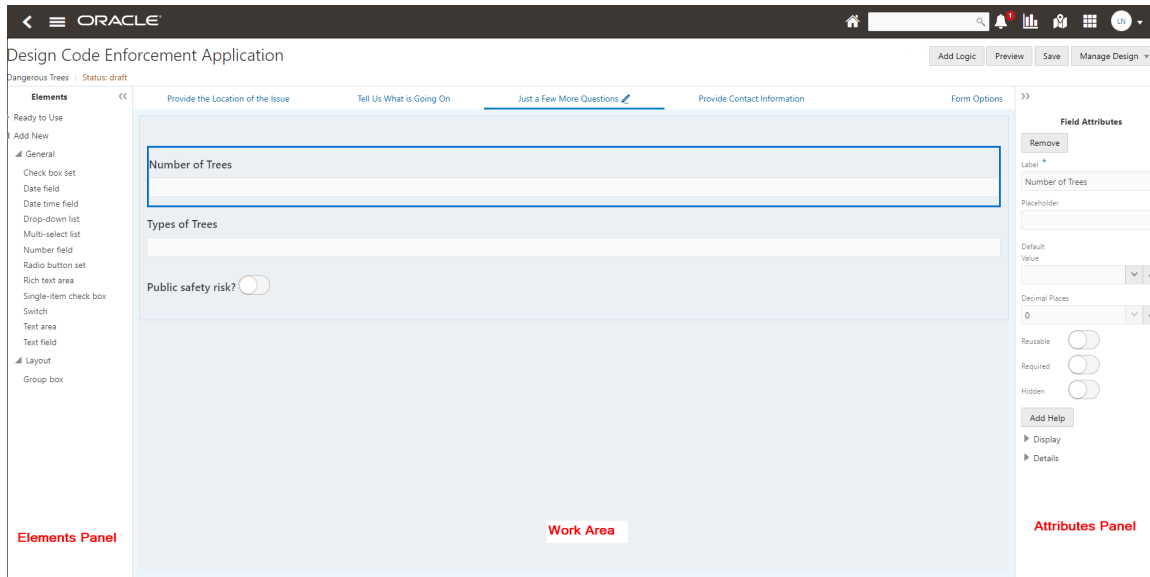 ORACLE
1
LN
Design Code Enforcement Application
Add Logic
Preview
Save
Manage Design
Dangerous Trees | Status: draft
Elements
Provide the Location of the Issue
Tell Us What is Going On
Just a Few More Questions
Provide Contact Information
Form Options
Ready to Use
Add New
General
Check box set
Date field
Date time field
Drop-down list
Multi-select list
Number field
Radio button set
Rich text area
Single-item check box
Switch
Text area
Text field
Layout
Group box
Elements Panel
Number of Trees
Types of Trees
Public safety risk?
Work Area
Field Attributes
Remove
Label *
Number of Trees
Placeholder
Default
Value
Decimal Places
0
Reusable
Required
Hidden
Add Help
Display
Details
Attributes Panel